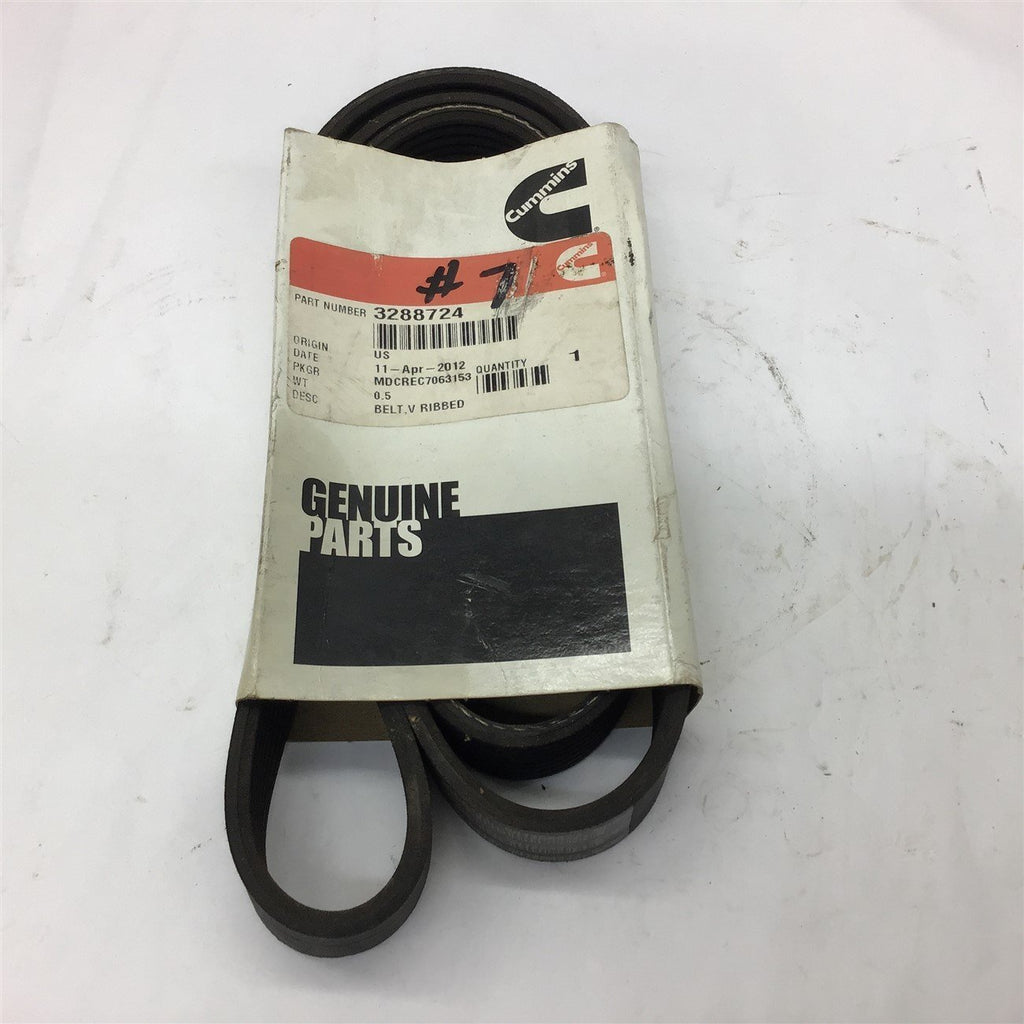 Cummins
®
Cummins
®
# 7
PART NUMBER 3288724
ORIGIN US
DATE 11-Apr-2012 QUANTITY 1
PKGR MDCREC7063153
WT 0.5
DESC BELT,V RIBBED
GENUINE
PARTS